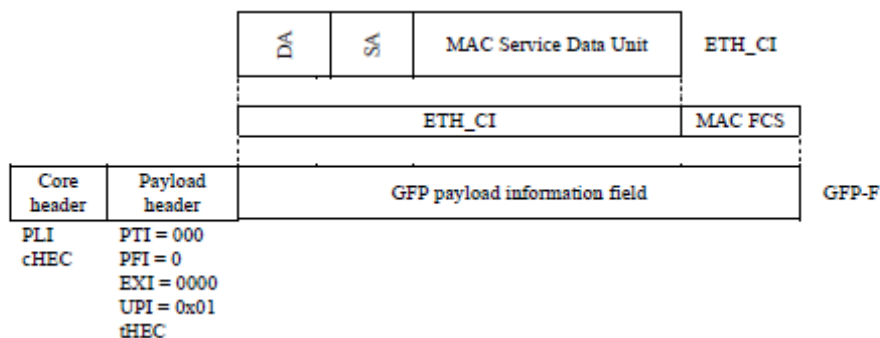 DA SA MAC Service Data Unit ETH_CI
ETH_CI MAC FCS
Core header Payload header GFP payload information field GFP-F
PLI PTI = 000
cHEC PFI = 0
EXI = 0000
UPI = 0x01
tHEC